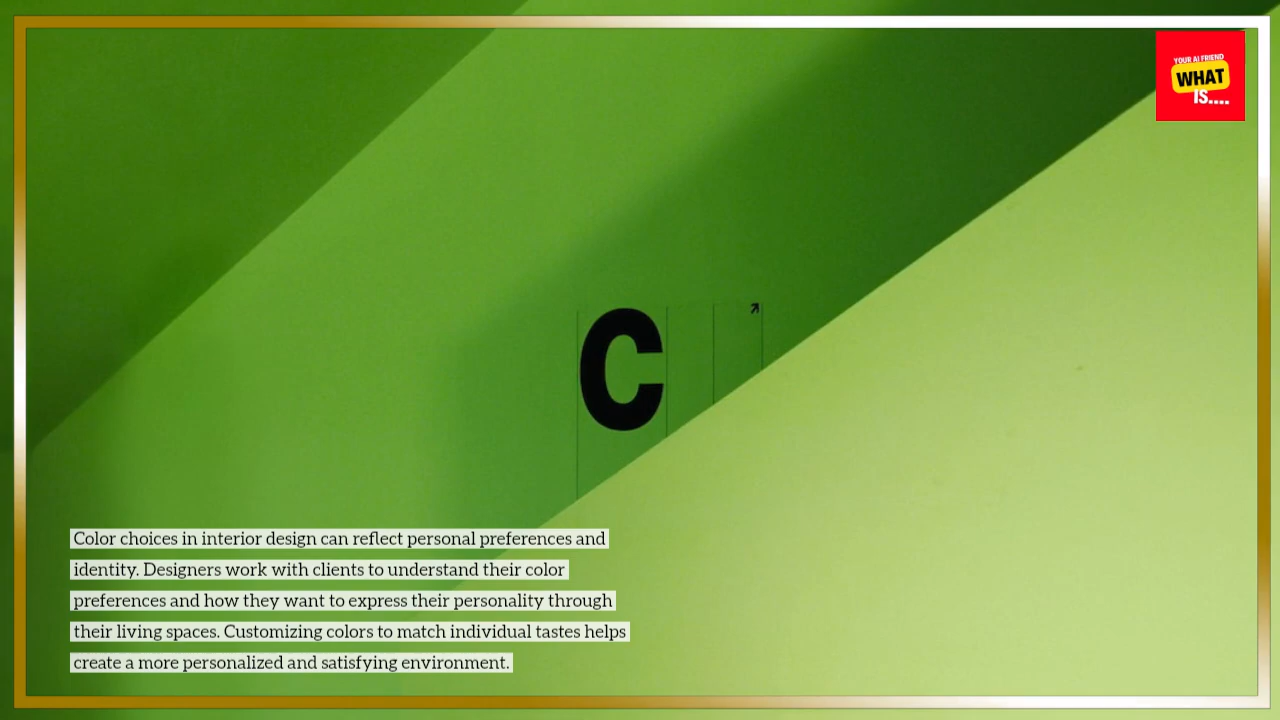 YOUR AI FRIEND
WHAT
IS....
C
Color choices in interior design can reflect personal preferences and
identity. Designers work with clients to understand their color
preferences and how they want to express their personality through
their living spaces. Customizing colors to match individual tastes helps
create a more personalized and satisfying environment.